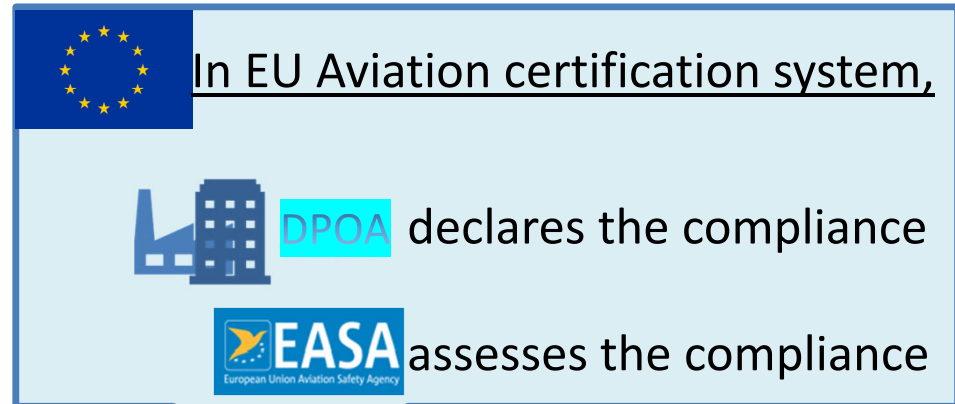 In EU Aviation certification system,
DPOA declares the compliance
EASA assesses the compliance
European Union Aviation Safety Agency